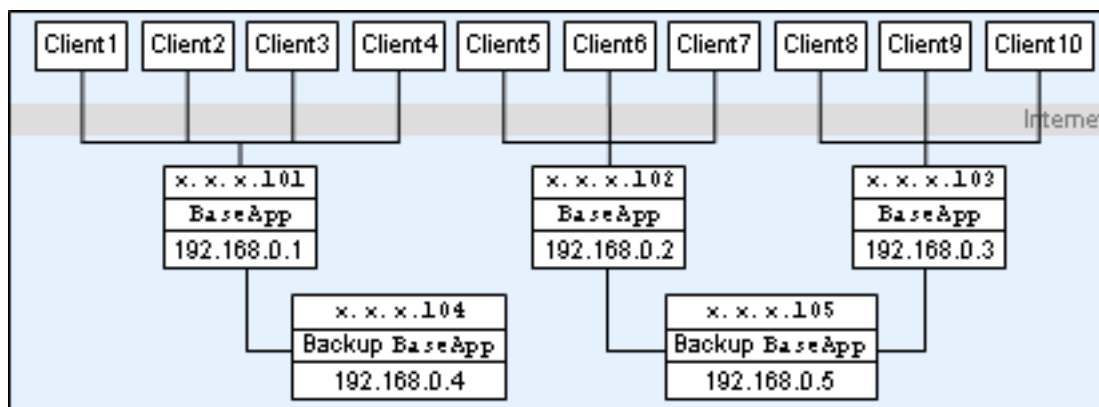 Client1 Client2 Client3 Client4 Client5 Client6 Client7 Client8 Client9 Client10
Internet
x.x.x.101 x.x.x.102 x.x.x.103
BaseApp BaseApp BaseApp
192.168.0.1 192.168.0.2 192.168.0.3
x.x.x.104 x.x.x.105
Backup BaseApp Backup BaseApp
192.168.0.4 192.168.0.5